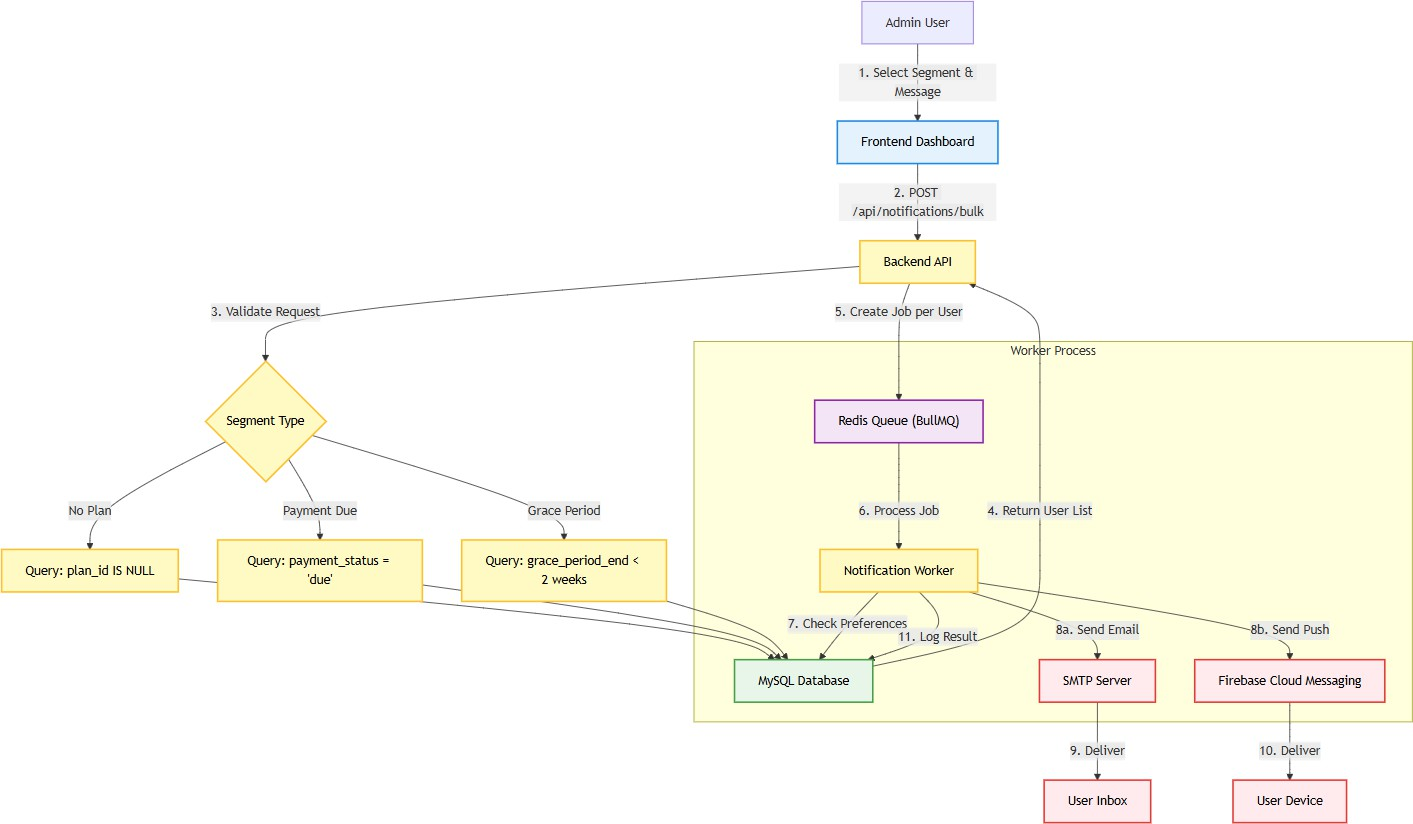 Admin User
1. Select Segment &
Message
Frontend Dashboard
2. POST
/api/notifications/bulk
Backend API
3. Validate Request
5. Create Job per User
Worker Process
Segment Type
Redis Queue (BullMQ)
No Plan
Payment Due
Grace Period
6. Process Job
4. Return User List
Query: plan_id IS NULL
Query: payment_status =
'due'
Query: grace_period_end <
2 weeks
Notification Worker
7. Check Preferences
11. Log Result
8a. Send Email
8b. Send Push
MySQL Database
SMTP Server
Firebase Cloud Messaging
9. Deliver
10. Deliver
User Inbox
User Device